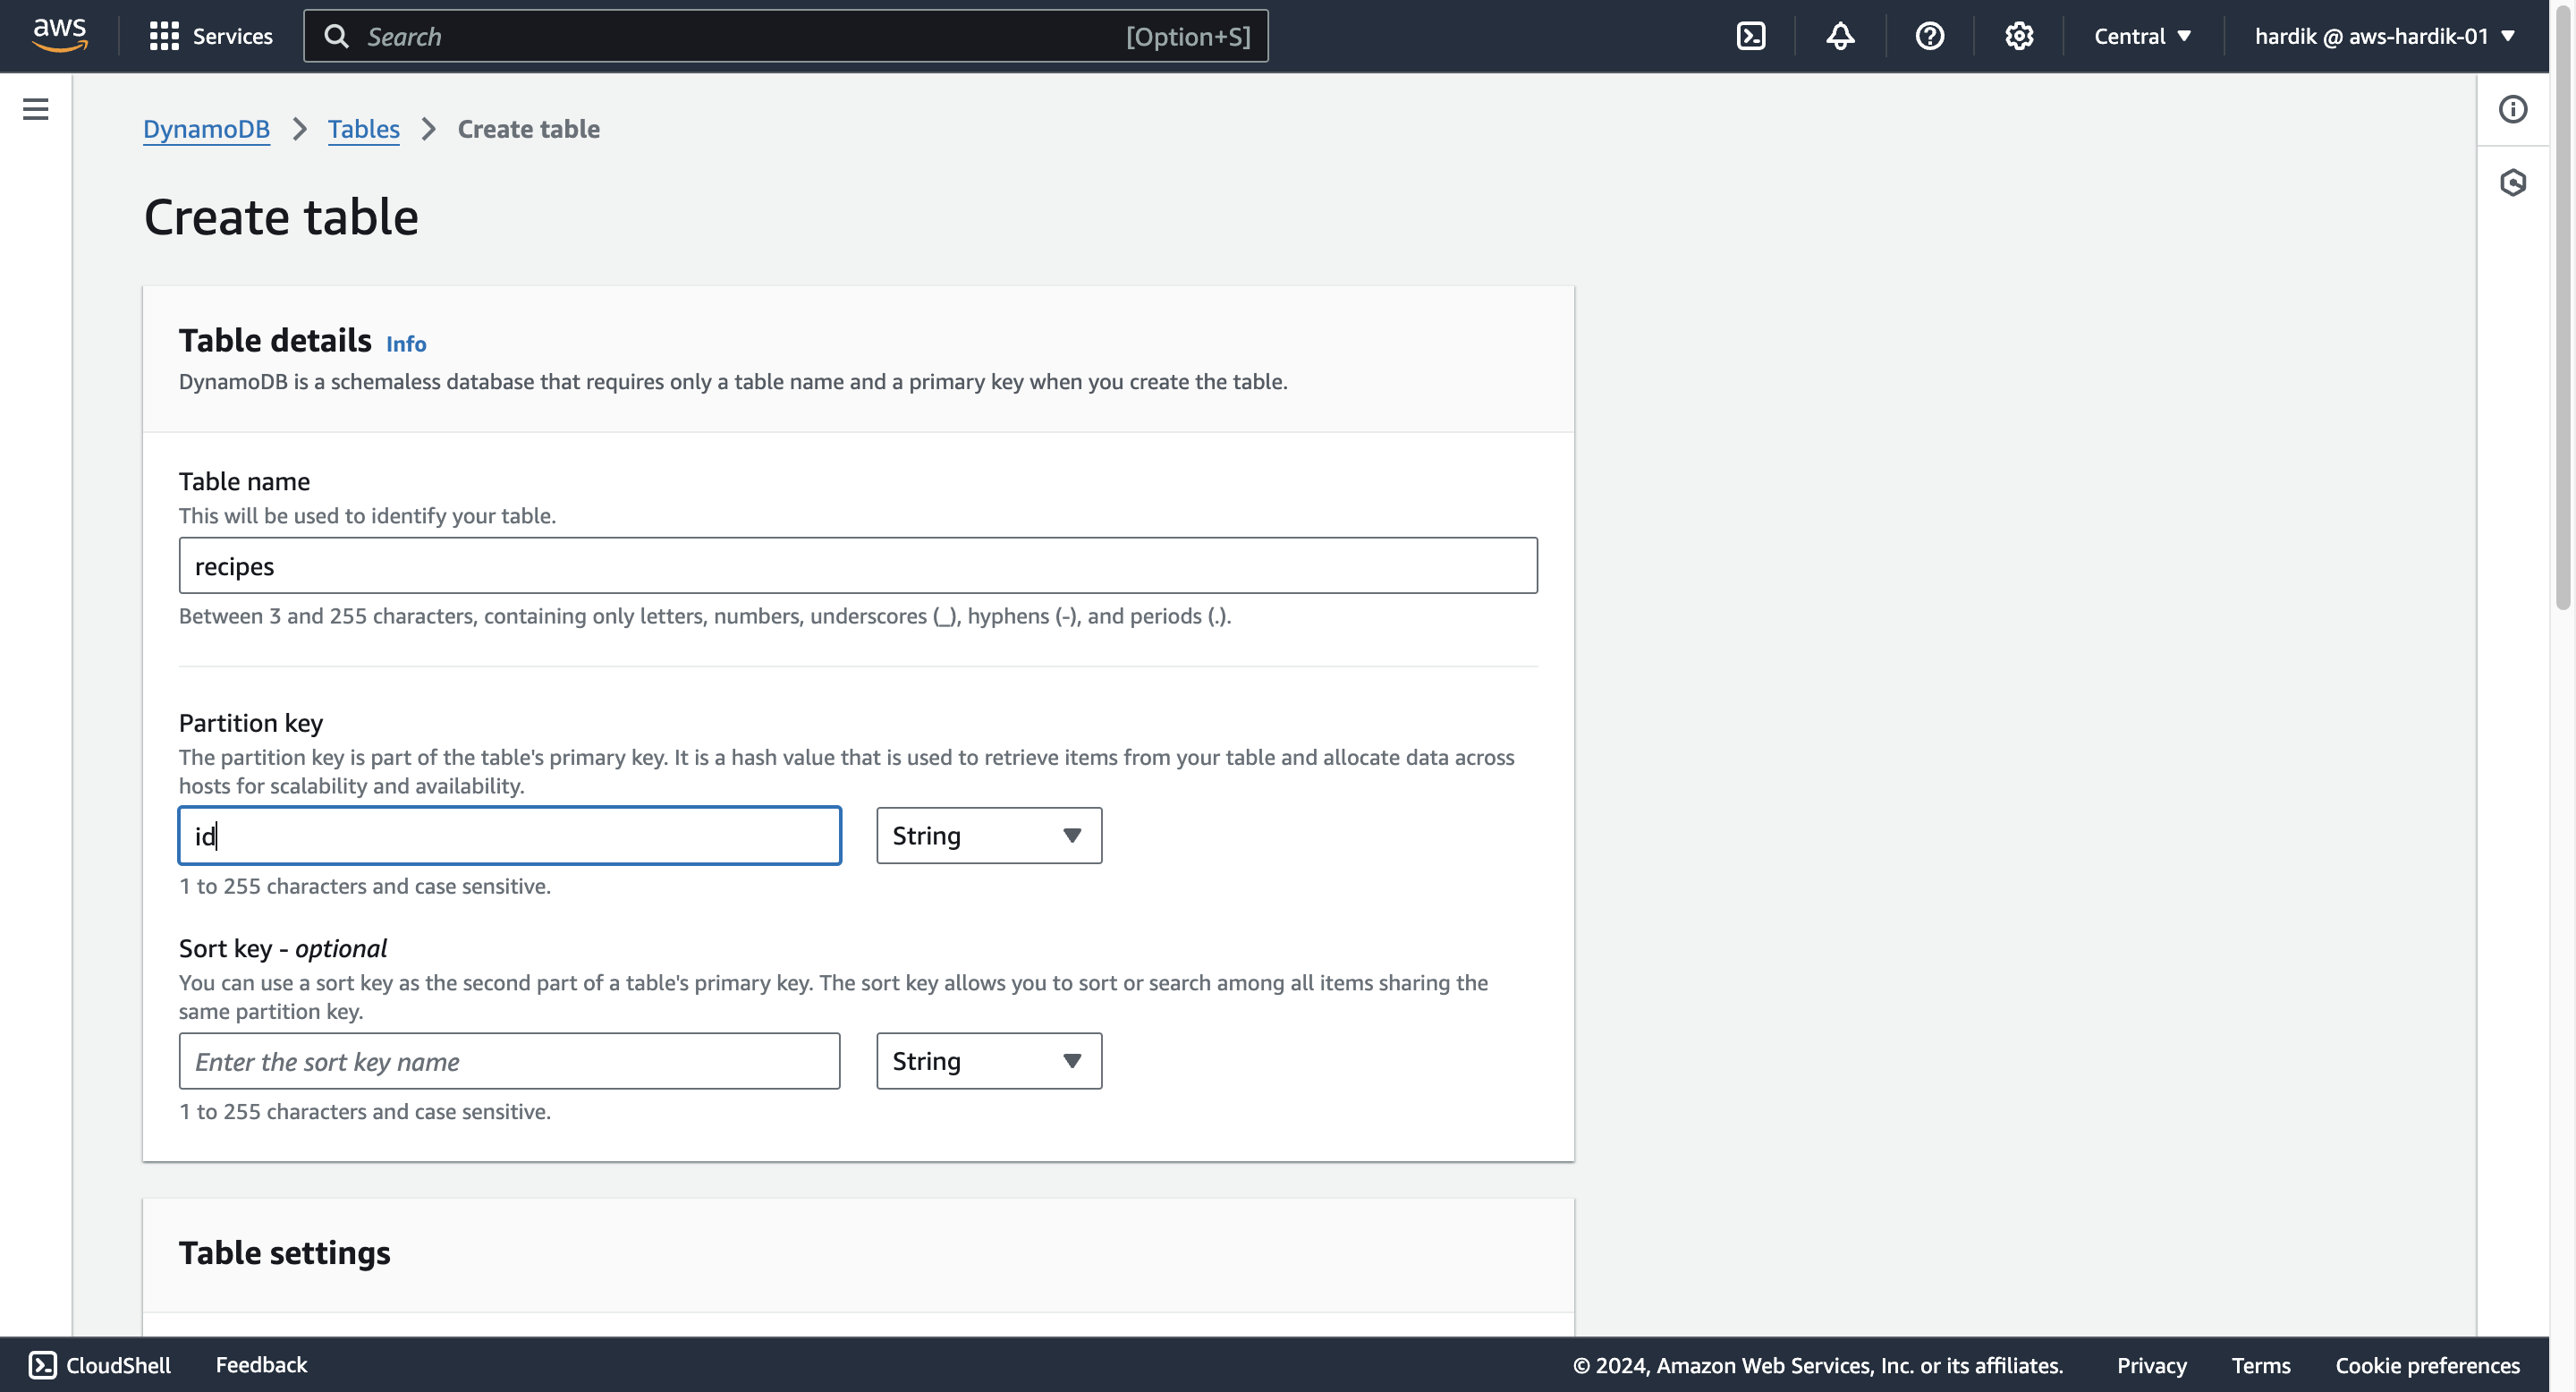 aws
Services
Search
[Option+S]
Central
hardik @ aws-hardik-01
DynamoDB > Tables > Create table
Create table
Table details Info
DynamoDB is a schemaless database that requires only a table name and a primary key when you create the table.
Table name
This will be used to identify your table.
recipes
Between 3 and 255 characters, containing only letters, numbers, underscores (_), hyphens (-), and periods (.).
Partition key
The partition key is part of the table's primary key. It is a hash value that is used to retrieve items from your table and allocate data across
hosts for scalability and availability.
id
String
1 to 255 characters and case sensitive.
Sort key - optional
You can use a sort key as the second part of a table's primary key. The sort key allows you to sort or search among all items sharing the
same partition key.
Enter the sort key name
String
1 to 255 characters and case sensitive.
Table settings
CloudShell
Feedback
© 2024, Amazon Web Services, Inc. or its affiliates.
Privacy
Terms
Cookie preferences